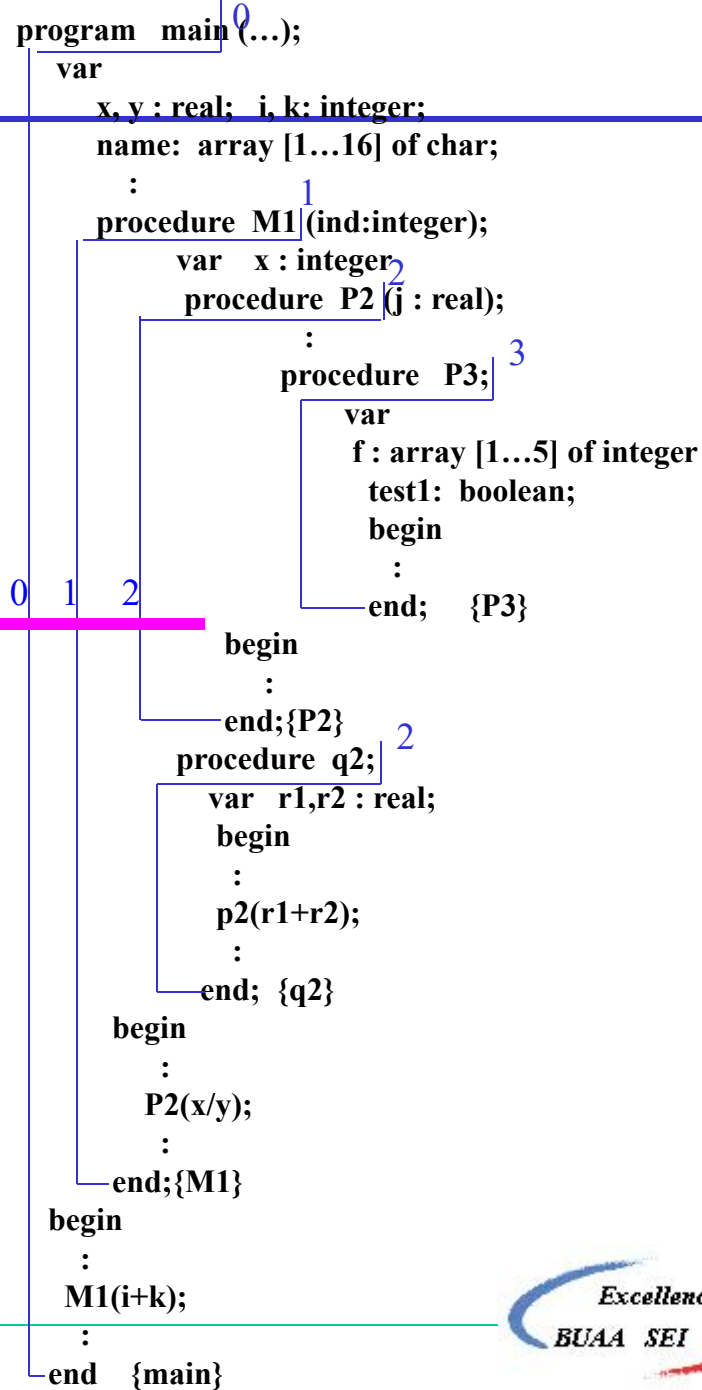 0
program main (…);
var
x, y : real; i, k: integer;
name: array [1…16] of char;
:
1
procedure M1 (ind:integer);
var x : integer
2
procedure P2 (j : real);
:
3
procedure P3;
var
f : array [1…5] of integer
test1: boolean;
begin
:
0 1 2
end; {P3}
begin
:
end;{P2}
2
procedure q2;
var r1,r2 : real;
begin
:
p2(r1+r2);
:
end; {q2}
begin
:
P2(x/y);
:
end;{M1}
begin
:
M1(i+k);
:
end {main}
BUAA SEI